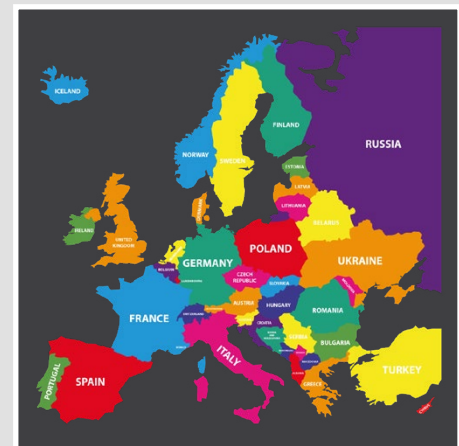 ICELAND
FINLAND
NORWAY
SWEDEN
RUSSIA
ESTONIA
LATVIA
LITHUANIA
DENMARK
BELARUS
IRELAND
UNITED
KINGDOM
POLAND
GERMANY
BELGIUM
UKRAINE
CZECH
REPUBLIC
LUXEMBOURG
SLOVAKIA
AUSTRIA
HUNGARY
FRANCE
SWITZERLAND
ROMANIA
CROATIA
SERBIA
ITALY
BULGARIA
PORTUGAL
SPAIN
GREECE
TURKEY